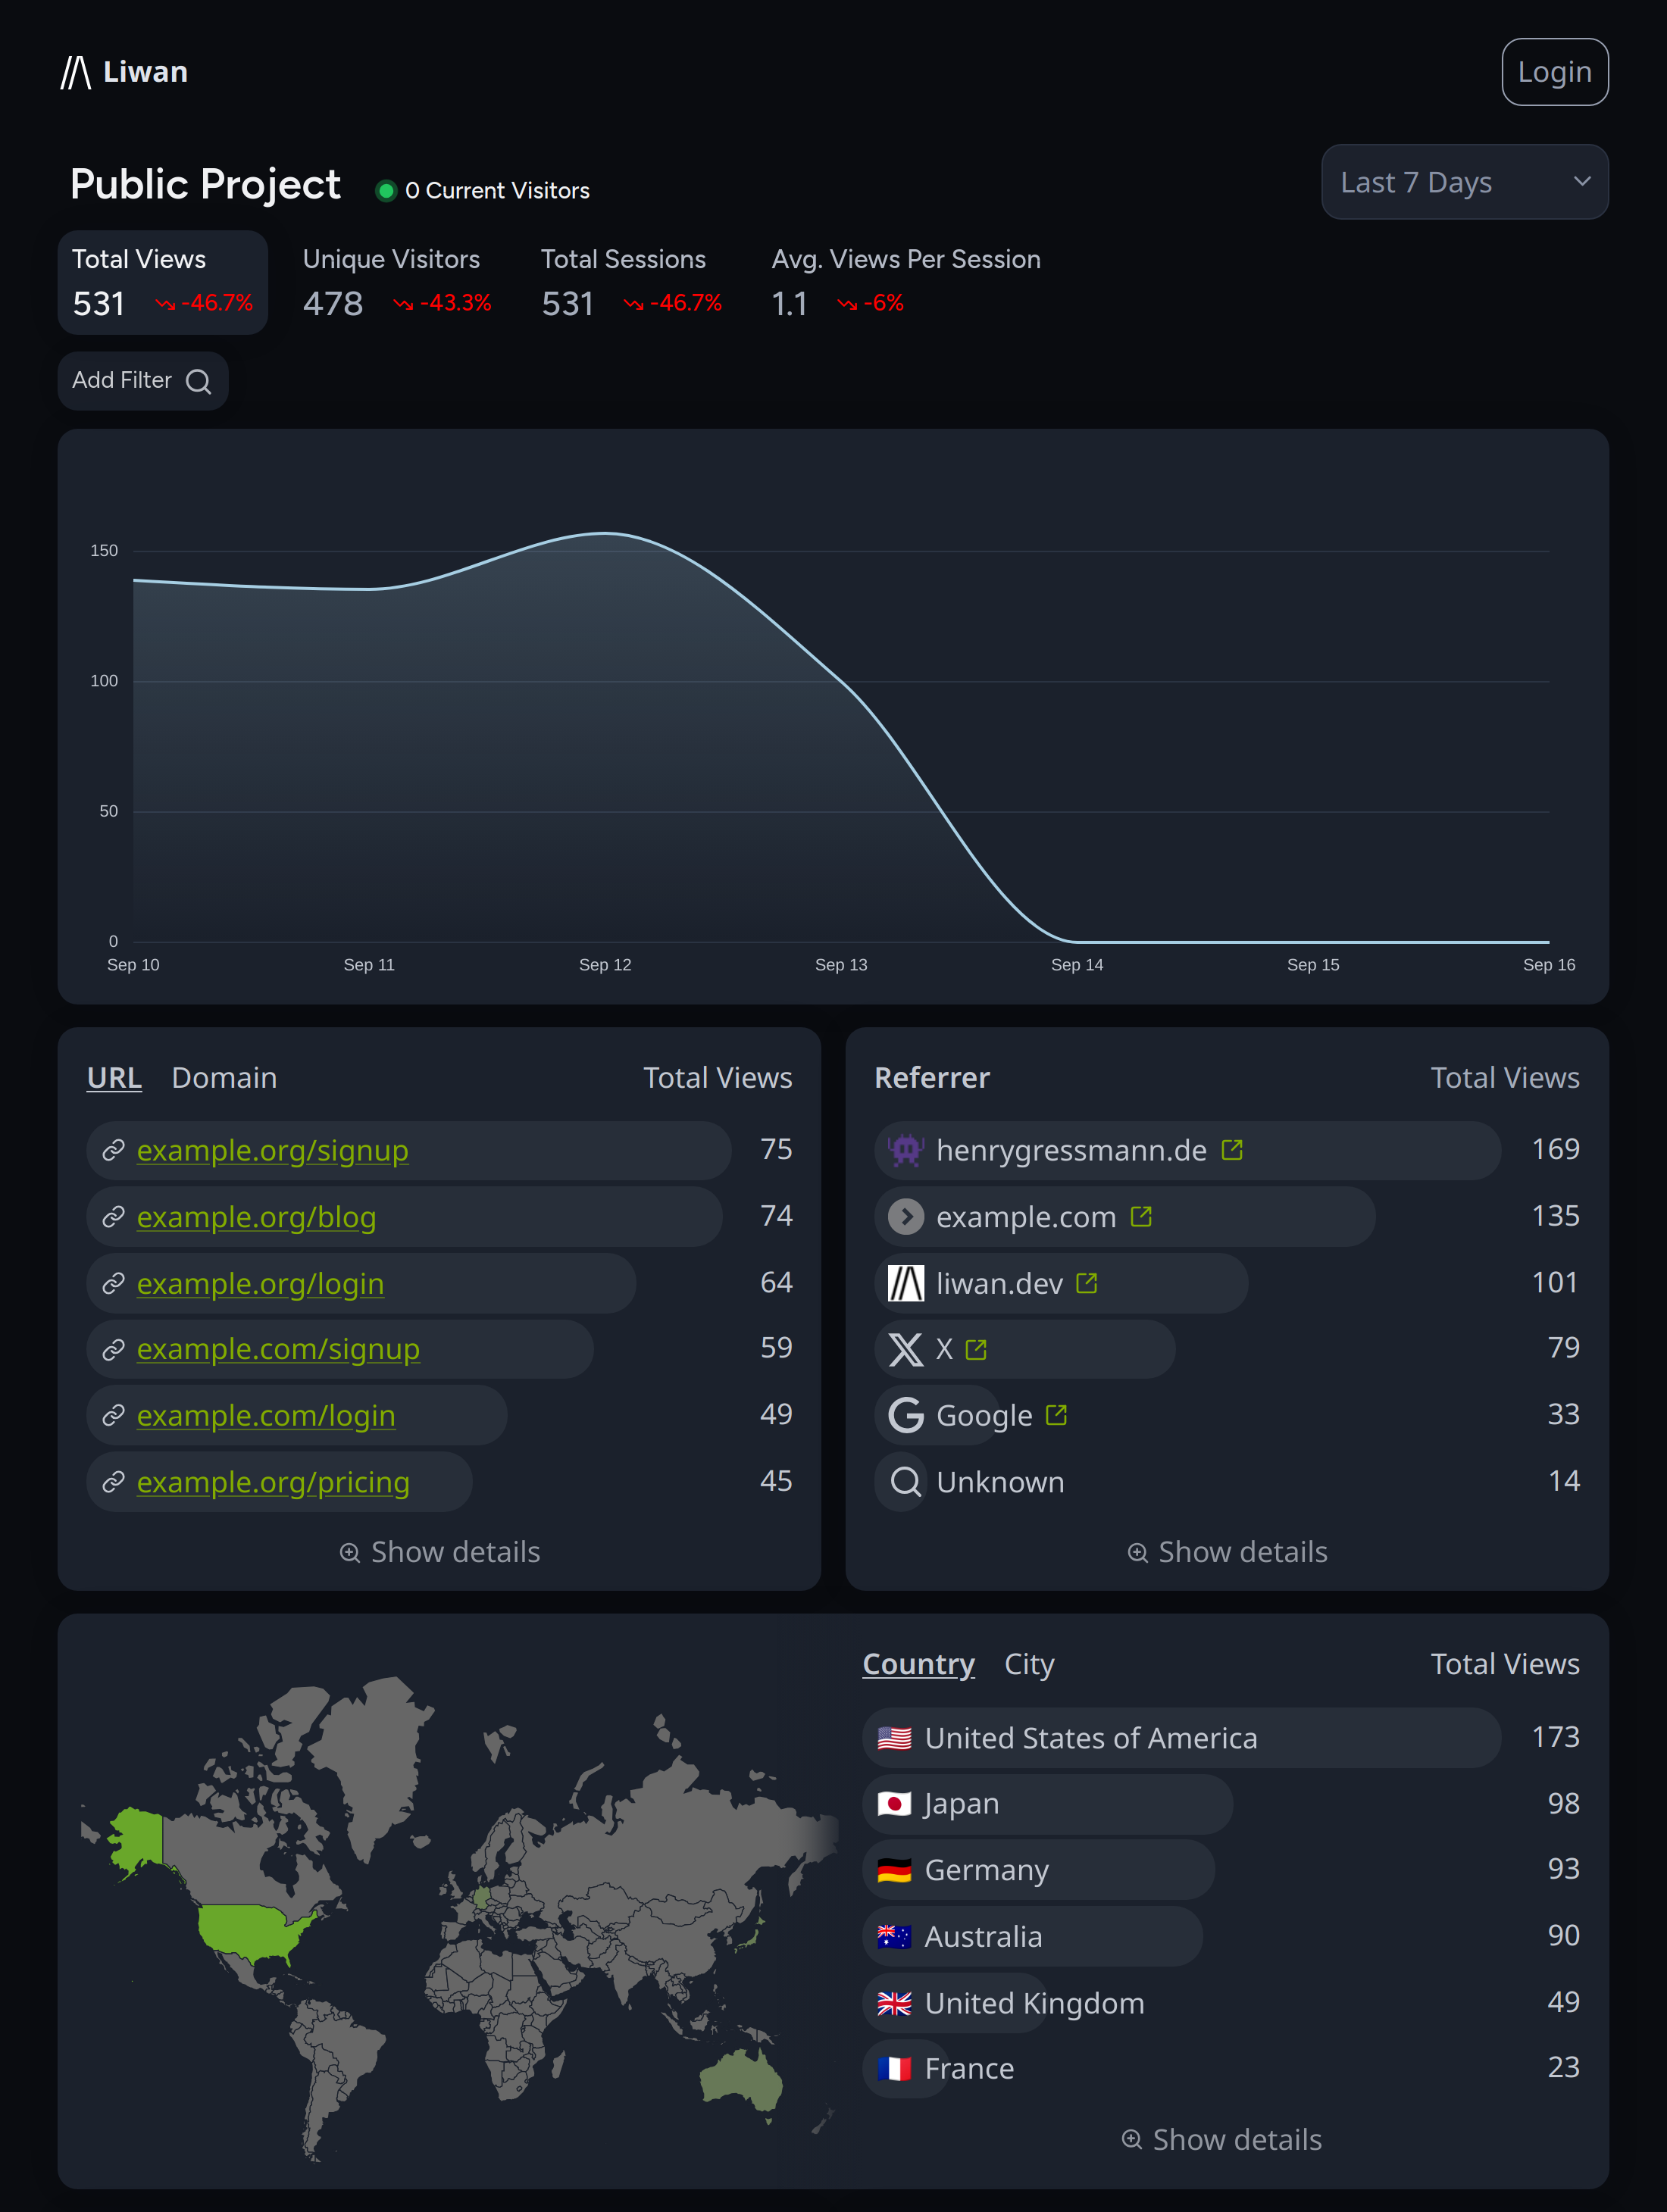 Liwan
Login
Public Project
0 Current Visitors
Last 7 Days
Total Views
531 -46.7%
Unique Visitors
478 -43.3%
Total Sessions
531 -46.7%
Avg. Views Per Session
1.1 -6%
Add Filter
150
100
50
0
Sep 10 Sep 11 Sep 12 Sep 13 Sep 14 Sep 15 Sep 16
URL Domain Total Views
example.org/signup 75
example.org/blog 74
example.org/login 64
example.com/signup 59
example.com/login 49
example.org/pricing 45
Show details
Referrer Total Views
henrygressmann.de 169
example.com 135
liwan.dev 101
X 79
Google 33
Unknown 14
Show details
Country City Total Views
United States of America 173
Japan 98
Germany 93
Australia 90
United Kingdom 49
France 23
Show details